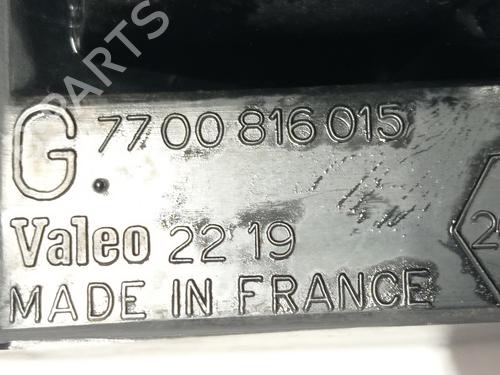 PARTS
G. 7700 816 015
Valeo 22 19
MADE IN FRANCE